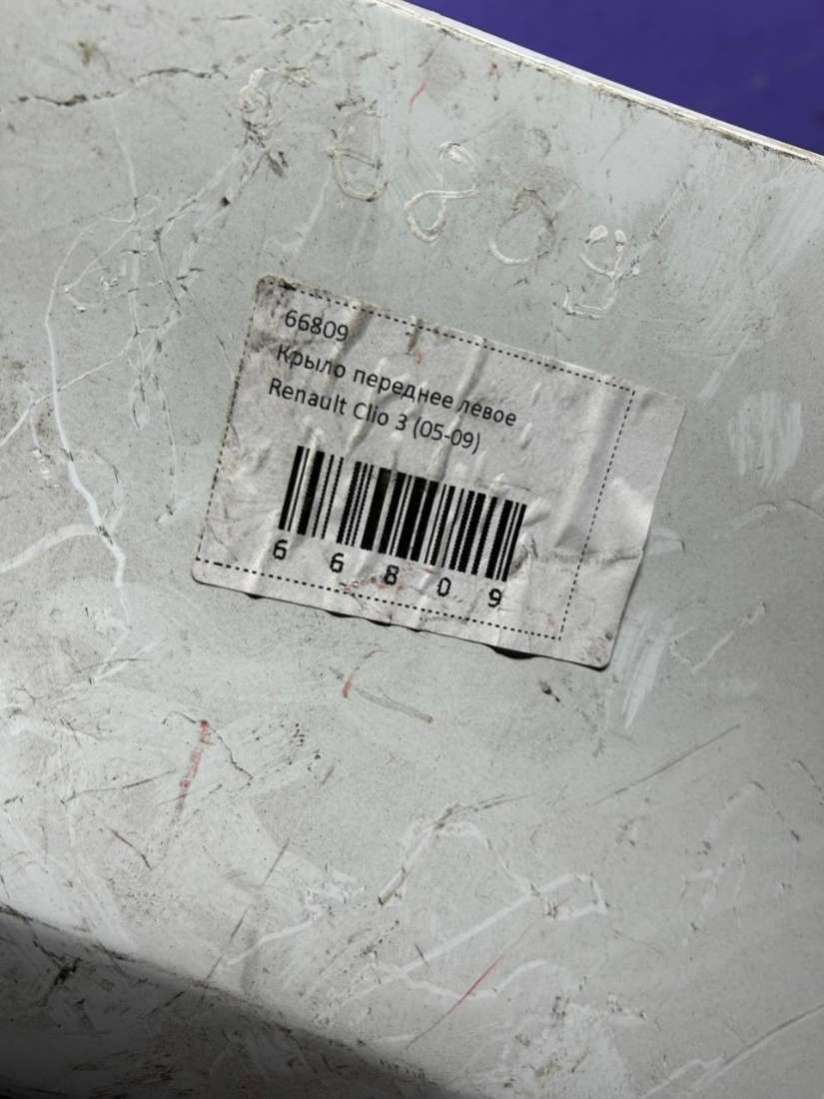 66809
Крыло переднее левое
Renault Clio 3 (05-09)
6 6 8 0 9